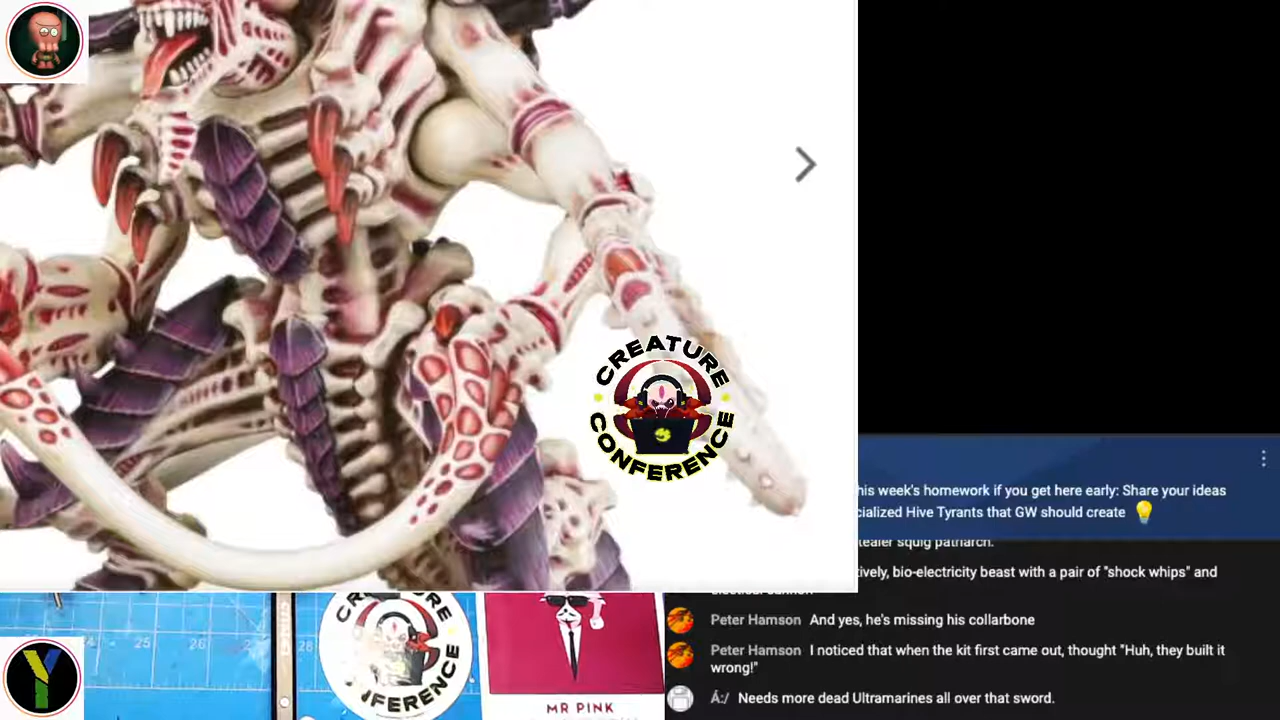 CREATURE
CONFERENCE
his week's homework if you get here early: Share your ideas
cialized Hive Tyrants that GW should create
tealer squig patriarch.
tively, bio-electricity beast with a pair of "shock whips" and
Peter Hamson And yes, he's missing his collarbone
Peter Hamson I noticed that when the kit first came out, thought "Huh, they built it
wrong!"
Á:/ Needs more dead Ultramarines all over that sword.
25
26
28
MR PINK